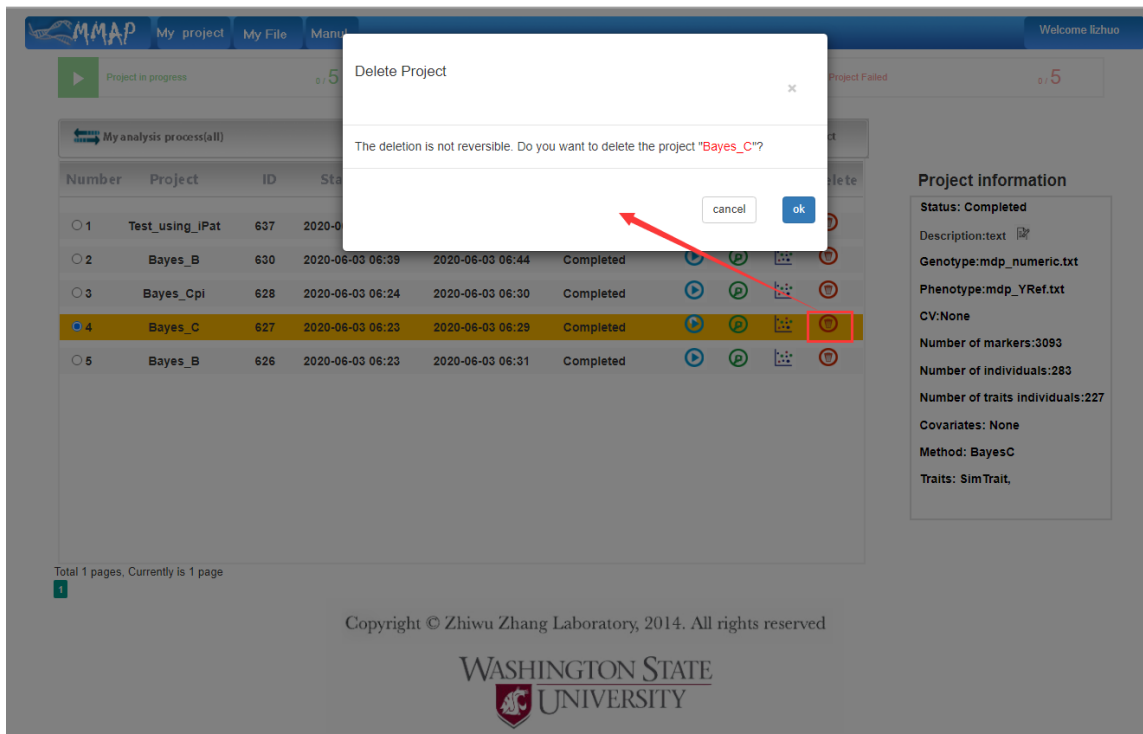 MMAP My project My File Manul Welcome lizhuo
Project in progress 0 / 5 Project Failed 0 / 5
Delete Project ×
The deletion is not reversible. Do you want to delete the project "Bayes_C"?
cancel ok
My analysis process(all)
Number Project ID
1 Test_using_iPat 637
2 Bayes_B 630 2020-06-03 06:39 2020-06-03 06:44 Completed
3 Bayes_Cpi 628 2020-06-03 06:24 2020-06-03 06:30 Completed
4 Bayes_C 627 2020-06-03 06:23 2020-06-03 06:29 Completed
5 Bayes_B 626 2020-06-03 06:23 2020-06-03 06:31 Completed
Project information
Status: Completed
Description:text
Genotype:mdp_numeric.txt
Phenotype:mdp_YRef.txt
CV:None
Number of markers:3093
Number of individuals:283
Number of traits individuals:227
Covariates: None
Method: BayesC
Traits: SimTrait,
Total 1 pages, Currently is 1 page
1
Copyright © Zhiwu Zhang Laboratory, 2014. All rights reserved
WASHINGTON STATE
UNIVERSITY